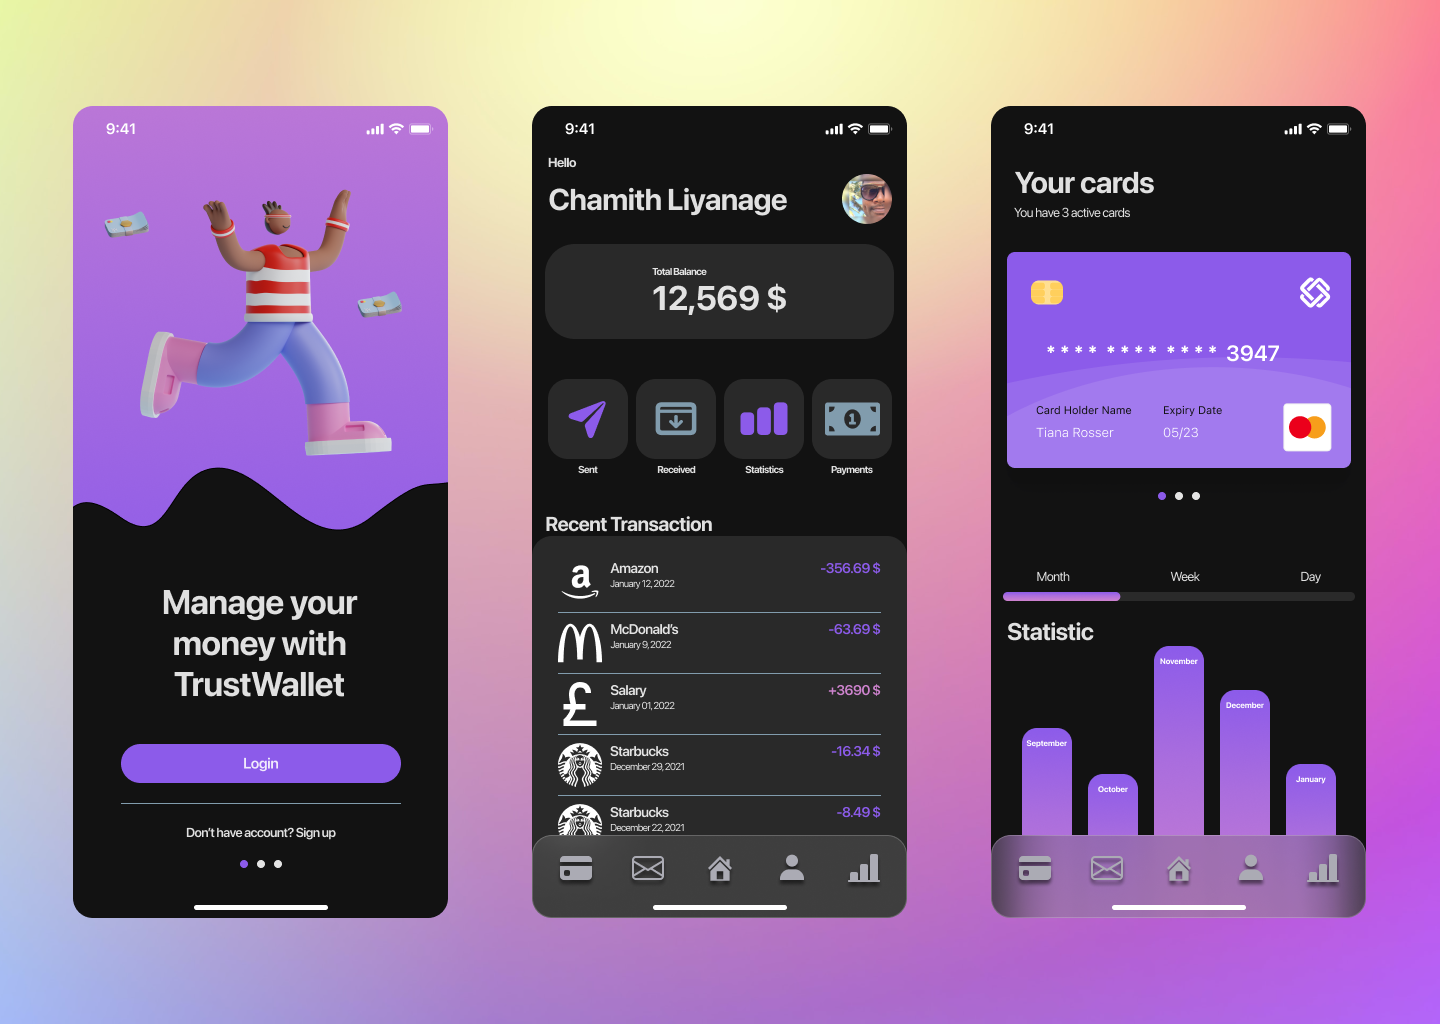 9:41
Manage your
money with
TrustWallet
Login
Don't have account? Sign up
9:41
Hello
Chamith Liyanage
Total Balance
12,569 $
1
Sent
Received
Statistics
Payments
Recent Transaction
a
Amazon
-356.69 $
January 12, 2022
McDonald's
-63.69 $
January 9, 2022
£
Salary
+3690 $
January 01, 2022
Starbucks
-16.34 $
December 29, 2021
Starbucks
-8.49 $
December 22, 2021
9:41
Your cards
You have 3 active cards
* * * * * * * * * * * * 3947
Card Holder Name Expiry Date
Tiana Rosser 05/23
Month Week Day
Statistic
November
December
September
January
October